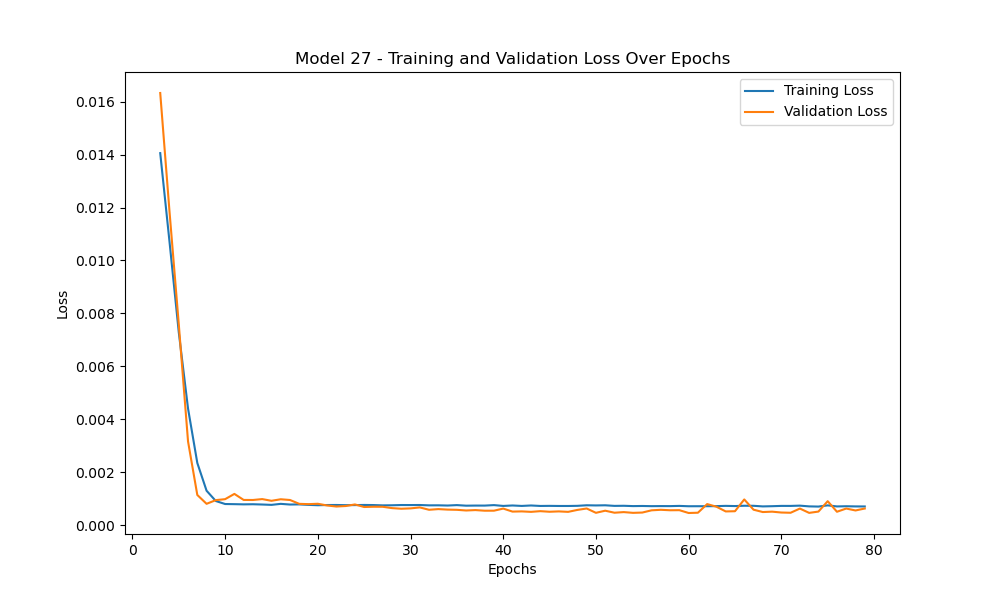 Model 27 - Training and Validation Loss Over Epochs
Training Loss
Validation Loss
0.016
0.014
0.012
0.010
0.008
0.006
0.004
0.002
0.000
Loss
0 10 20 30 40 50 60 70 80
Epochs